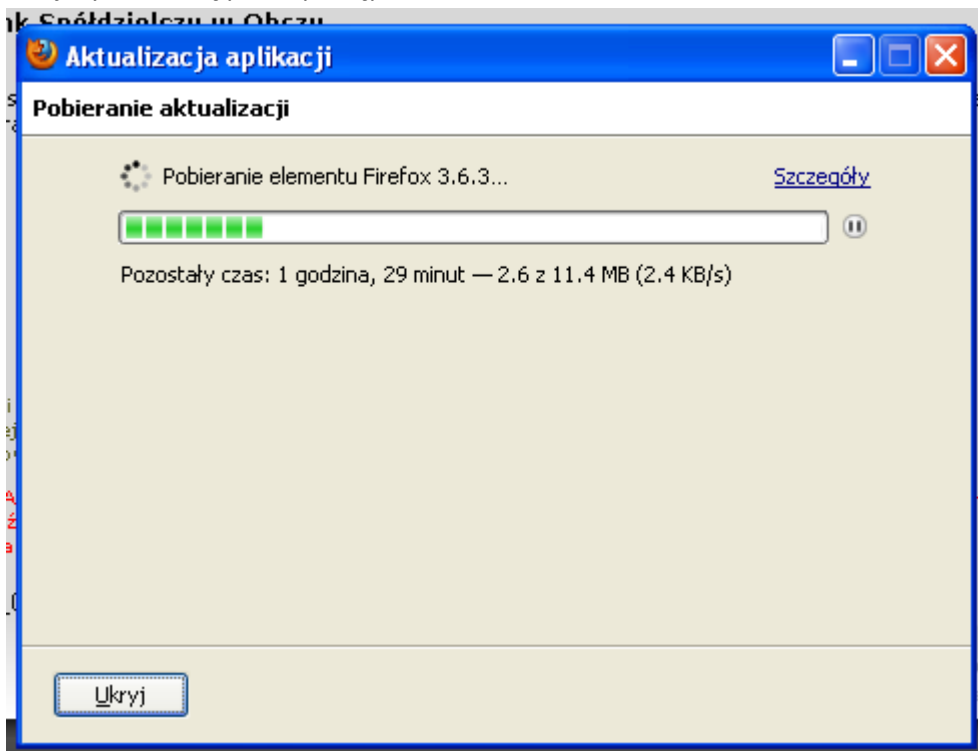 Aktualizacja aplikacji
Pobieranie aktualizacji
Pobieranie elementu Firefox 3.6.3... Szczegóły
Pozostały czas: 1 godzina, 29 minut — 2.6 z 11.4 MB (2.4 KB/s)
Ukryj